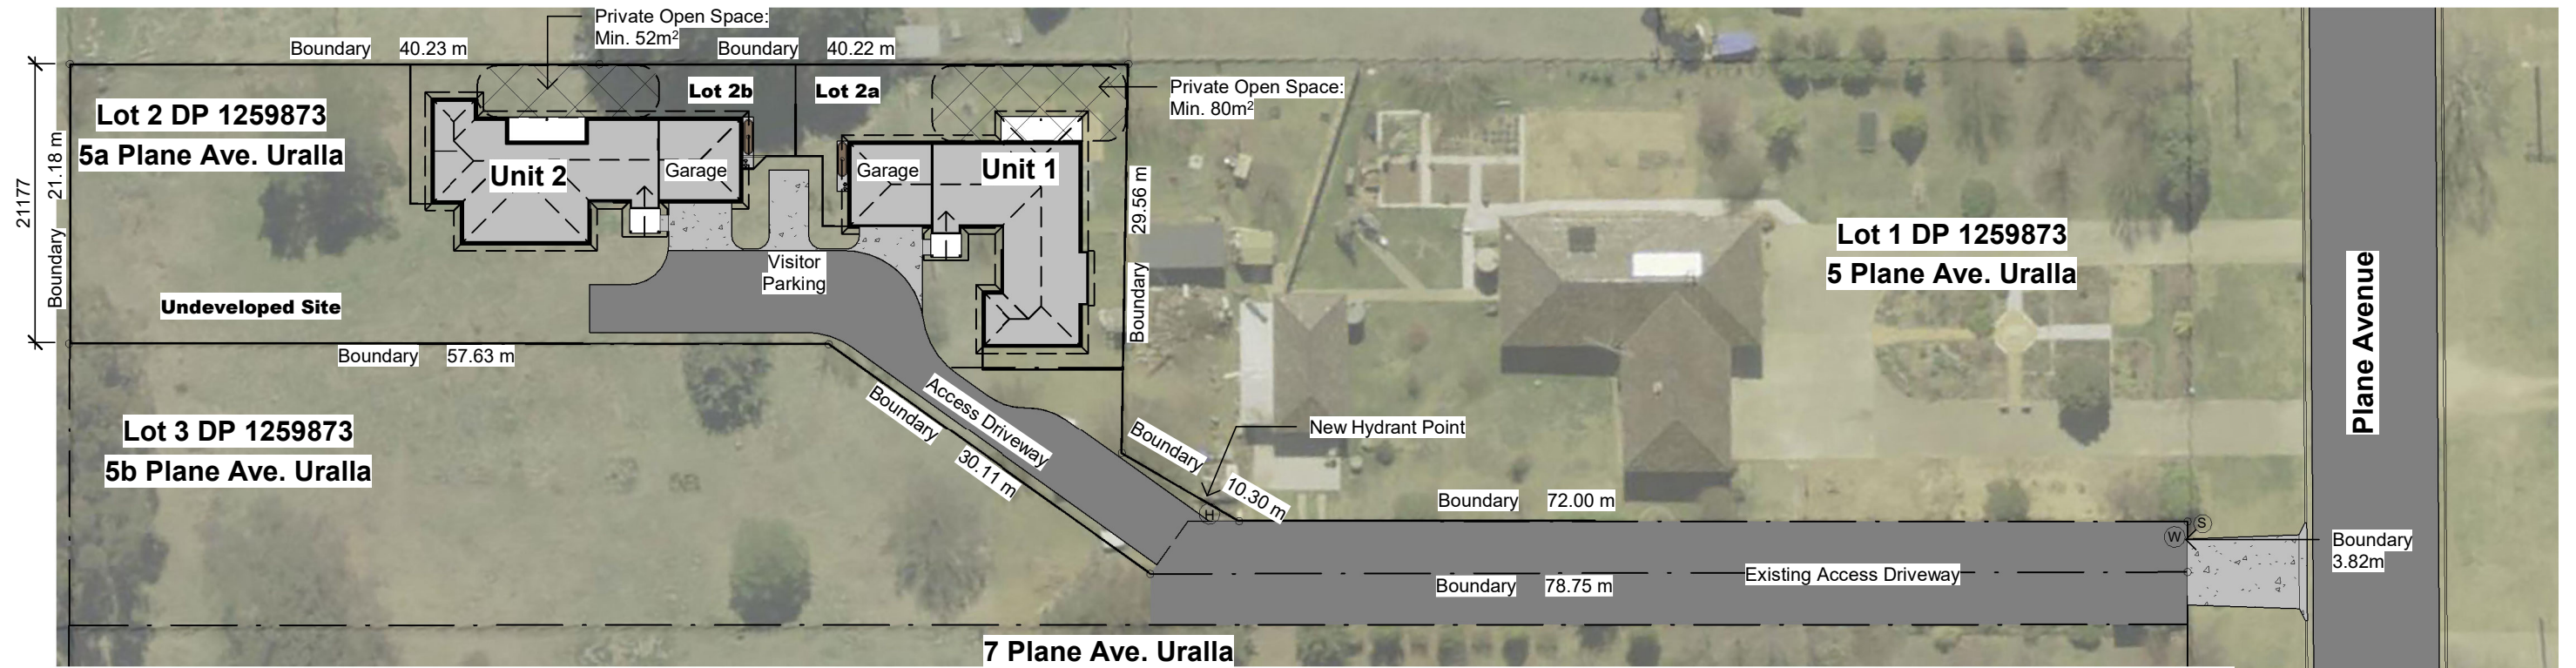 Private Open Space:
Min. 52m²
Boundary 40.23 m
Boundary 40.22 m
Lot 2b
Lot 2a
Private Open Space:
Min. 80m²
Lot 2 DP 1259873
5a Plane Ave. Uralla
21177
Boundary 21.18 m
Unit 2
Garage
Garage
Unit 1
Boundary 29.56 m
Lot 1 DP 1259873
5 Plane Ave. Uralla
Plane Avenue
Visitor
Parking
Undeveloped Site
Boundary 57.63 m
Access Driveway
Boundary 30.11 m
Lot 3 DP 1259873
5b Plane Ave. Uralla
New Hydrant Point
Boundary 10.30 m
H
Boundary 72.00 m
S
W
Boundary
3.82m
Existing Access Driveway
Boundary 78.75 m
7 Plane Ave. Uralla